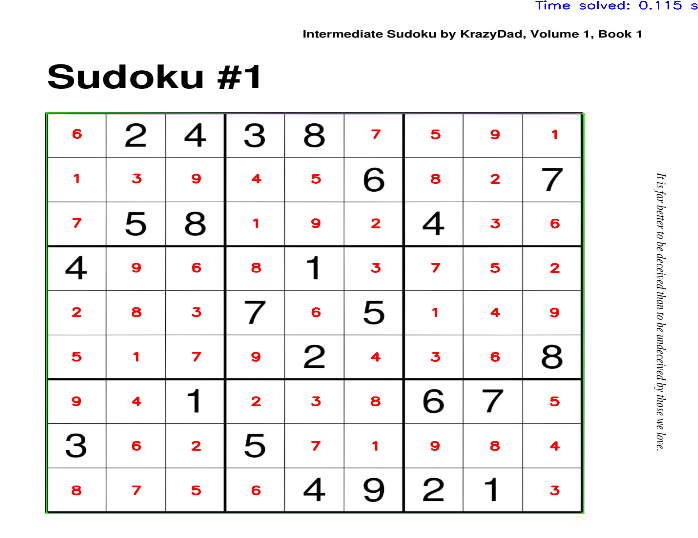 Time solved: 0.115 s
Intermediate Sudoku by KrazyDad, Volume 1, Book 1
Sudoku #1
6 2 4 3 8 7 5 9 1
1 3 9 4 5 6 8 2 7
7 5 8 1 9 2 4 3 6
4 9 6 8 1 3 7 5 2
2 8 3 7 6 5 1 4 9
5 1 7 9 2 4 3 6 8
9 4 1 2 3 8 6 7 5
3 6 2 5 7 1 9 8 4
8 7 5 6 4 9 2 1 3
It is far better to be deceived than to be undeceived by those we love.